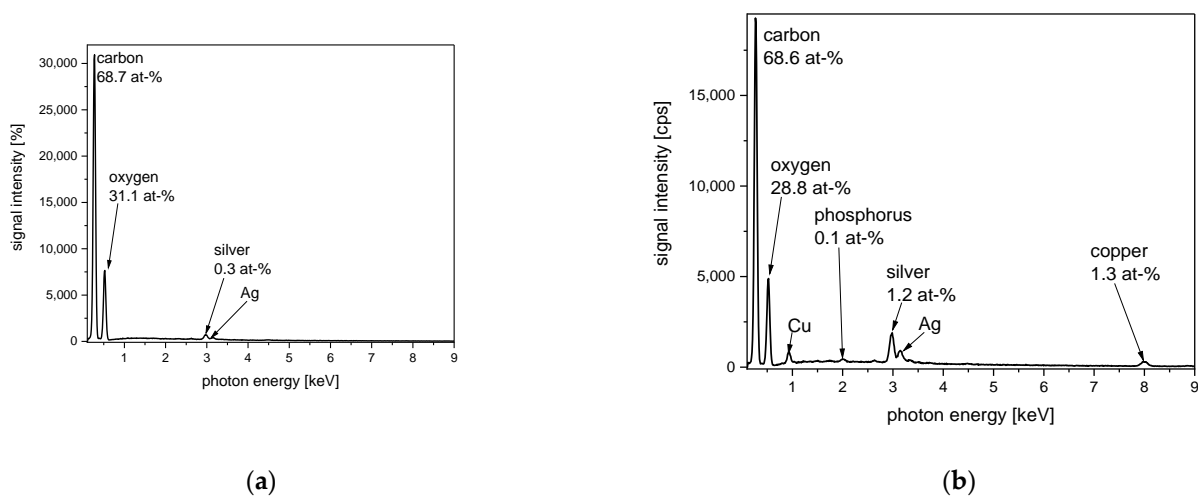 carbon
68.7 at-%
oxygen
31.1 at-%
silver
0.3 at-%
Ag
30,000
25,000
20,000
15,000
10,000
5,000
0
1 2 3 4 5 6 7 8 9
signal intensity [%]
photon energy [keV]
(a)
carbon
68.6 at-%
oxygen
28.8 at-%
phosphorus
0.1 at-%
silver
1.2 at-%
copper
1.3 at-%
Cu
Ag
15,000
10,000
5,000
0
1 2 3 4 5 6 7 8 9
signal intensity [cps]
photon energy [keV]
(b)